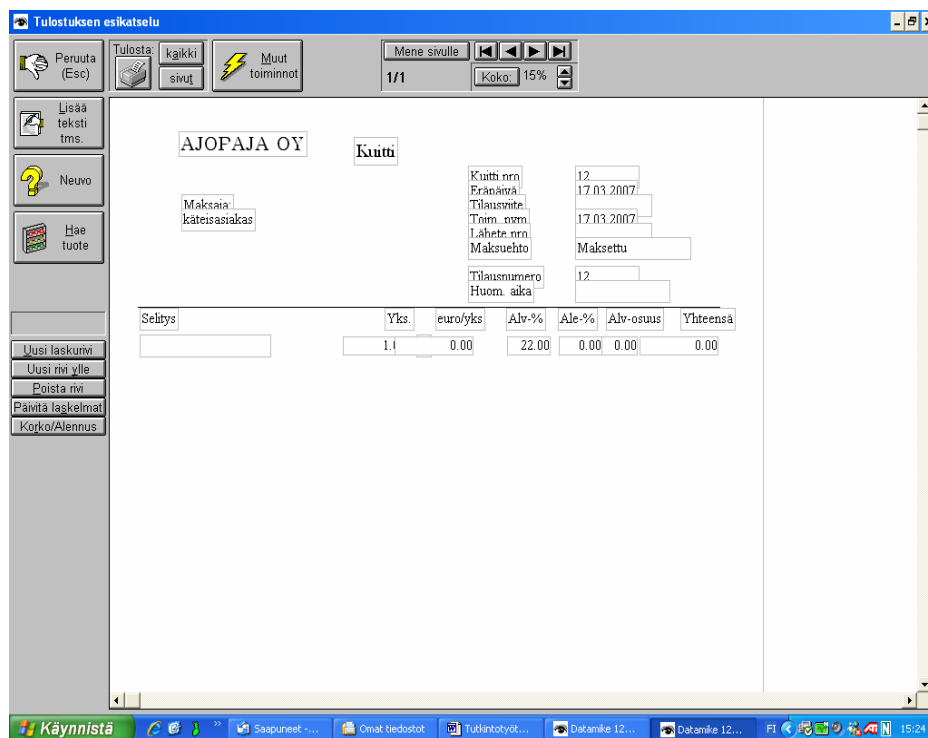 Tulostuksen esikatselu
Peruuta
(Esc)
Tulosta:
kaikki
sivut
Muut
toiminnot
Mene sivulle
1/1
Koko:
15%
Lisää
teksti
tms.
Neuvo
Hae
tuote
Uusi laskurivi
Uusi rivi ylle
Poista rivi
Päivitä laskelmat
Korko/Alennus
AJOPAJA OY
Kuitti
Maksaja:
käteisasiakas
Kuitti nro 12
Eräpäivä 17.03.2007
Tilausviite
Toim. pvm 17.03.2007
Lähete nro
Maksuehto Maksettu
Tilausnumero 12
Huom. aika
Selitys Yks. euro/yks Alv-% Ale-% Alv-osuus Yhteensä
1.0 0.00 22.00 0.00 0.00 0.00
Käynnistä
Saapuneet -...
Omat tiedostot
Tutkintotyöt...
Datamike 12...
Datamike 12...
FI
15:24